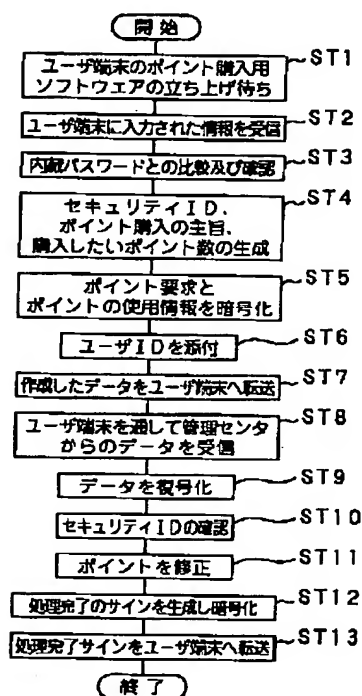 開始
ユーザ端末のポイント購入用
ソフトウェアの立ち上げ待ち
ST1
ユーザ端末に入力された情報を受信
ST2
内蔵パスワードとの比較及び確認
ST3
セキュリティID、
ポイント購入の主旨、
購入したいポイント数の生成
ST4
ポイント要求と
ポイントの使用情報を暗号化
ST5
ユーザIDを添付
ST6
作成したデータをユーザ端末へ転送
ST7
ユーザ端末を通して管理センタ
からのデータを受信
ST8
データを復号化
ST9
セキュリティIDの確認
ST10
ポイントを修正
ST11
処理完了のサインを生成し暗号化
ST12
処理完了サインをユーザ端末へ転送
ST13
終了